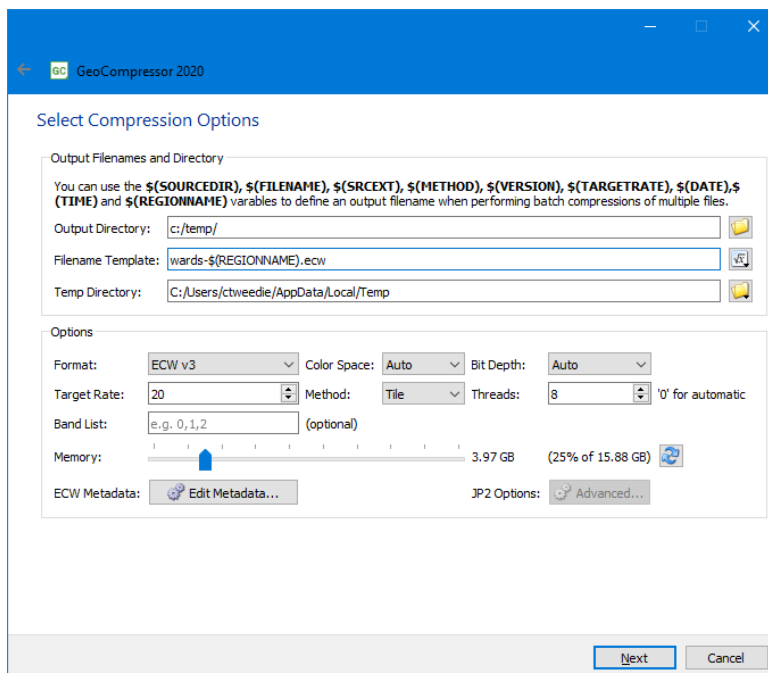 GC GeoCompressor 2020
Select Compression Options
Output Filenames and Directory
You can use the $(SOURCEDIR), $(FILENAME), $(SRCEXT), $(METHOD), $(VERSION), $(TARGETRATE), $(DATE),$
(TIME) and $(REGIONNAME) varwables to define an output filename when performing batch compressions of multiple files.
Output Directory: c:/temp/
Filename Template: wards-$(REGIONNAME).ecw
Temp Directory: C:/Users/ctweedie/AppData/Local/Temp
Options
Format: ECW v3 Color Space: Auto Bit Depth: Auto
Target Rate: 20 Method: Tile Threads: 8 '0' for automatic
Band List: e.g. 0,1,2 (optional)
Memory: 3.97 GB (25% of 15.88 GB)
ECW Metadata: Edit Metadata... JP2 Options: Advanced...
Next Cancel